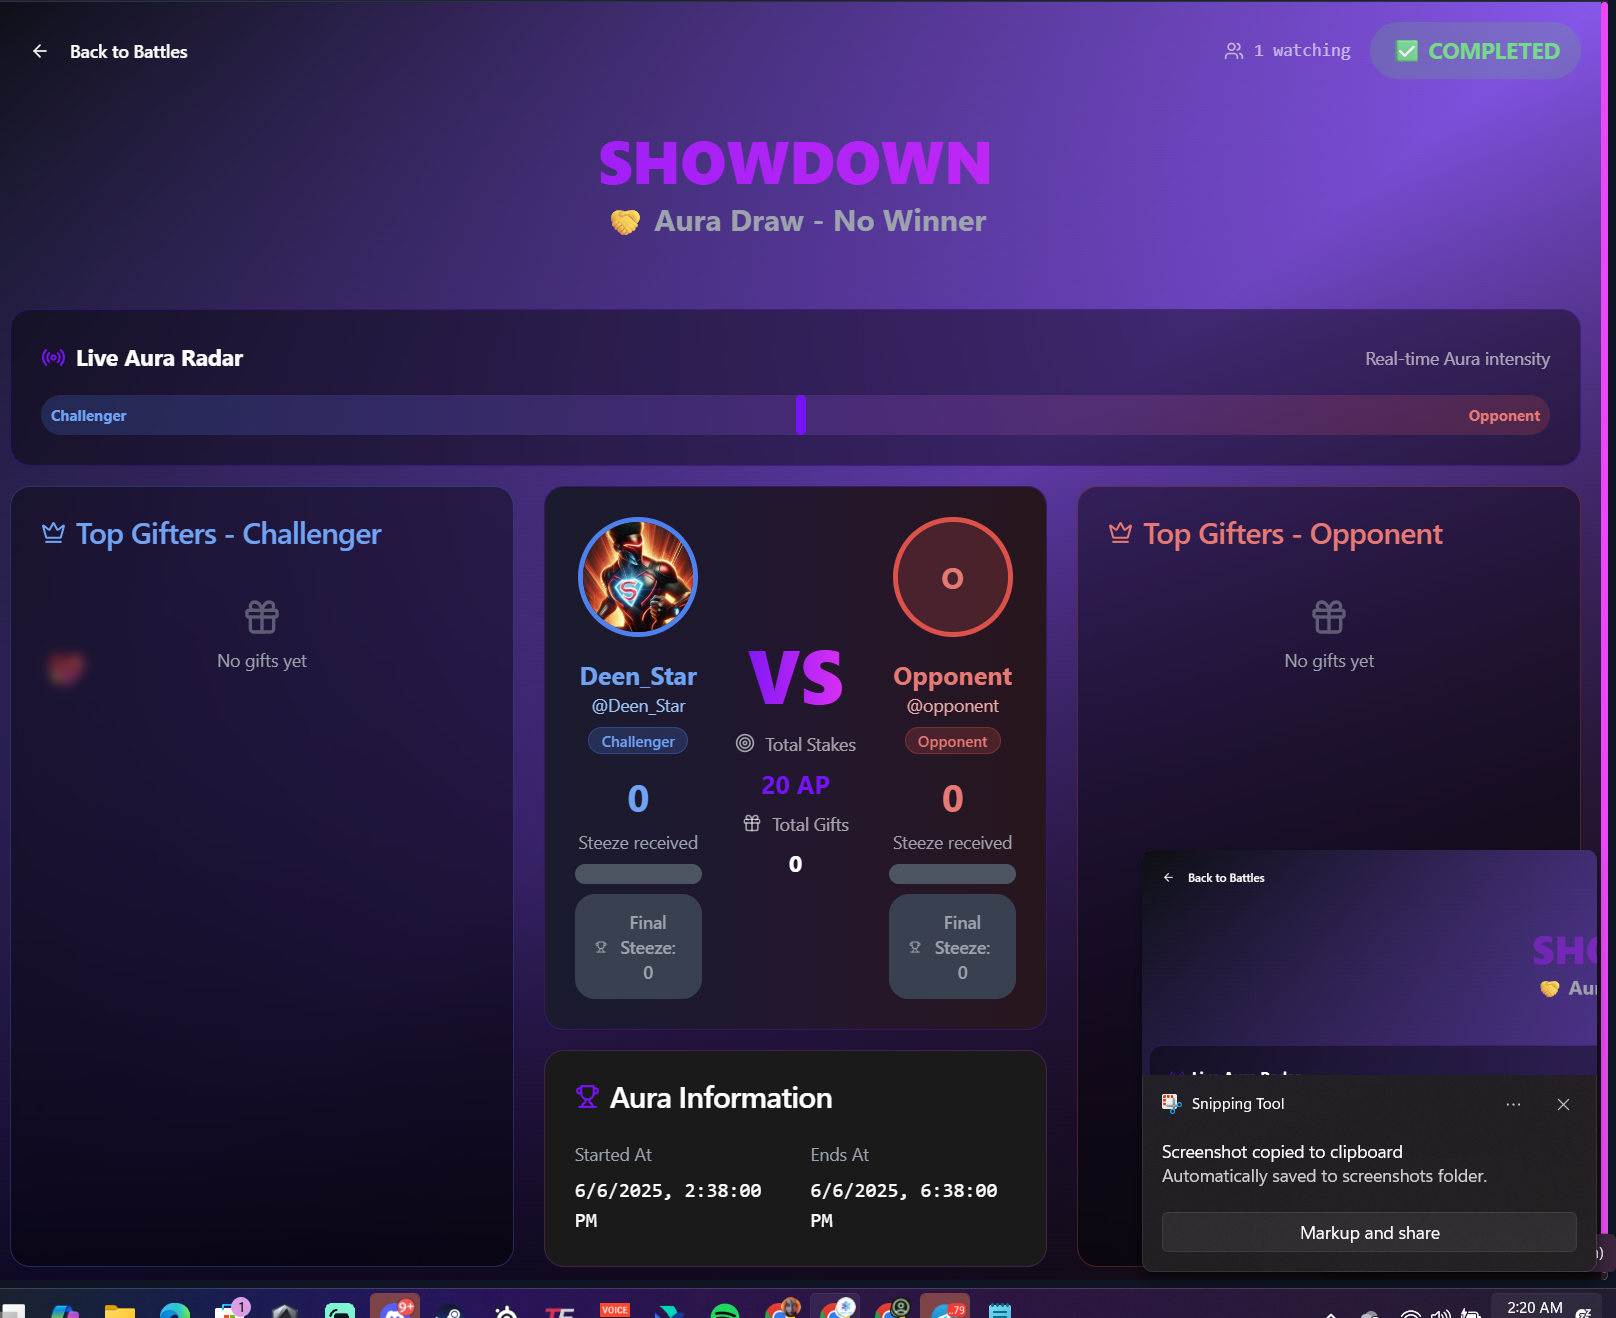 Back to Battles
1 watching
COMPLETED
SHOWDOWN
Aura Draw - No Winner
Live Aura Radar
Real-time Aura intensity
Challenger
Opponent
Top Gifters - Challenger
No gifts yet
Deen_Star
@Deen_Star
Challenger
0
Steeze received
Final
Steeze:
0
VS
Total Stakes
20 AP
Total Gifts
0
O
Opponent
@opponent
Opponent
0
Steeze received
Final
Steeze:
0
Top Gifters - Opponent
No gifts yet
Aura Information
Started At
6/6/2025, 2:38:00
PM
Ends At
6/6/2025, 6:38:00
PM
Back to Battles
SHO
Au
Snipping Tool
Screenshot copied to clipboard
Automatically saved to screenshots folder.
Markup and share
1
9+
VOICE
79
2:20 AM